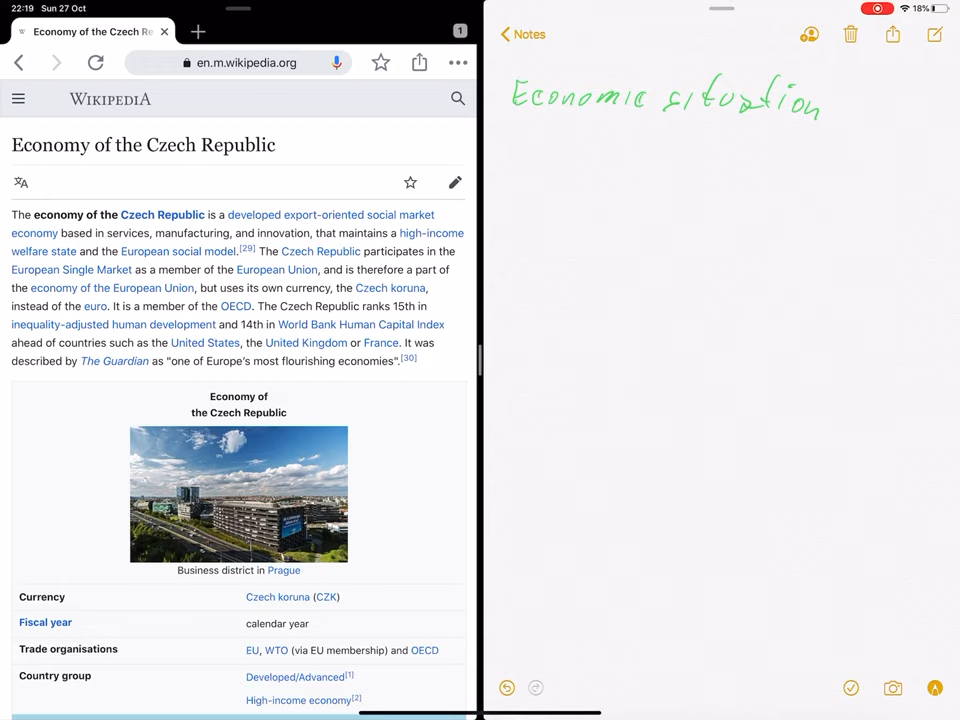 22:19 Sun 27 Oct
18%
Economy of the Czech Re
1
en.m.wikipedia.org
WIKIPEDIA
Economy of the Czech Republic
The economy of the Czech Republic is a developed export-oriented social market
economy based in services, manufacturing, and innovation, that maintains a high-income
welfare state and the European social model.[29] The Czech Republic participates in the
European Single Market as a member of the European Union, and is therefore a part of
the economy of the European Union, but uses its own currency, the Czech koruna,
instead of the euro. It is a member of the OECD. The Czech Republic ranks 15th in
inequality-adjusted human development and 14th in World Bank Human Capital Index
ahead of countries such as the United States, the United Kingdom or France. It was
described by The Guardian as "one of Europe's most flourishing economies".[30]
Economy of
the Czech Republic
Business district in Prague
Currency Czech koruna (CZK)
Fiscal year calendar year
Trade organisations EU, WTO (via EU membership) and OECD
Country group Developed/Advanced[1]
High-income economy[2]
Notes
Economic situation